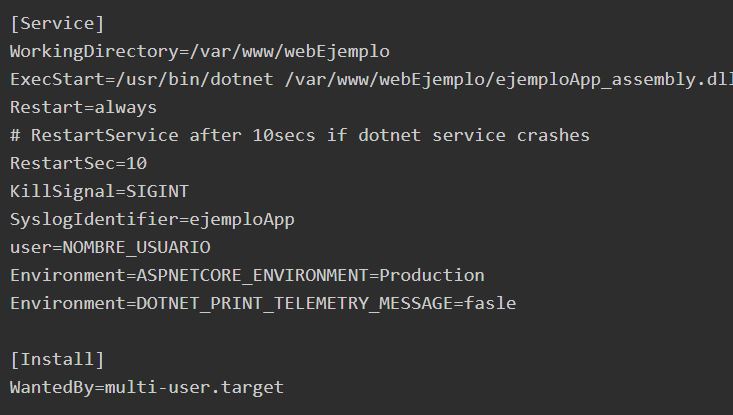 [Service]
WorkingDirectory=/var/www/webEjemplo
ExecStart=/usr/bin/dotnet /var/www/webEjemplo/ejemploApp_assembly.dll
Restart=always
# RestartService after 10secs if dotnet service crashes
RestartSec=10
KillSignal=SIGINT
SyslogIdentifier=ejemploApp
user=NOMBRE_USUARIO
Environment=ASPNETCORE_ENVIRONMENT=Production
Environment=DOTNET_PRINT_TELEMETRY_MESSAGE=fasle
[Install]
WantedBy=multi-user.target